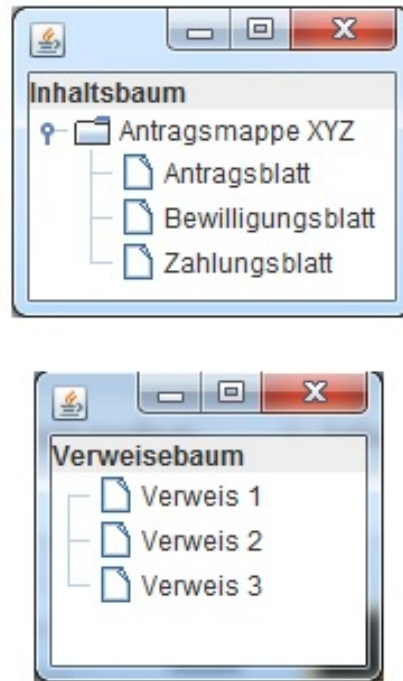 Inhaltsbaum
Antragsmappe XYZ
Antragsblatt
Bewilligungsblatt
Zahlungsblatt
Verweisebaum
Verweis 1
Verweis 2
Verweis 3